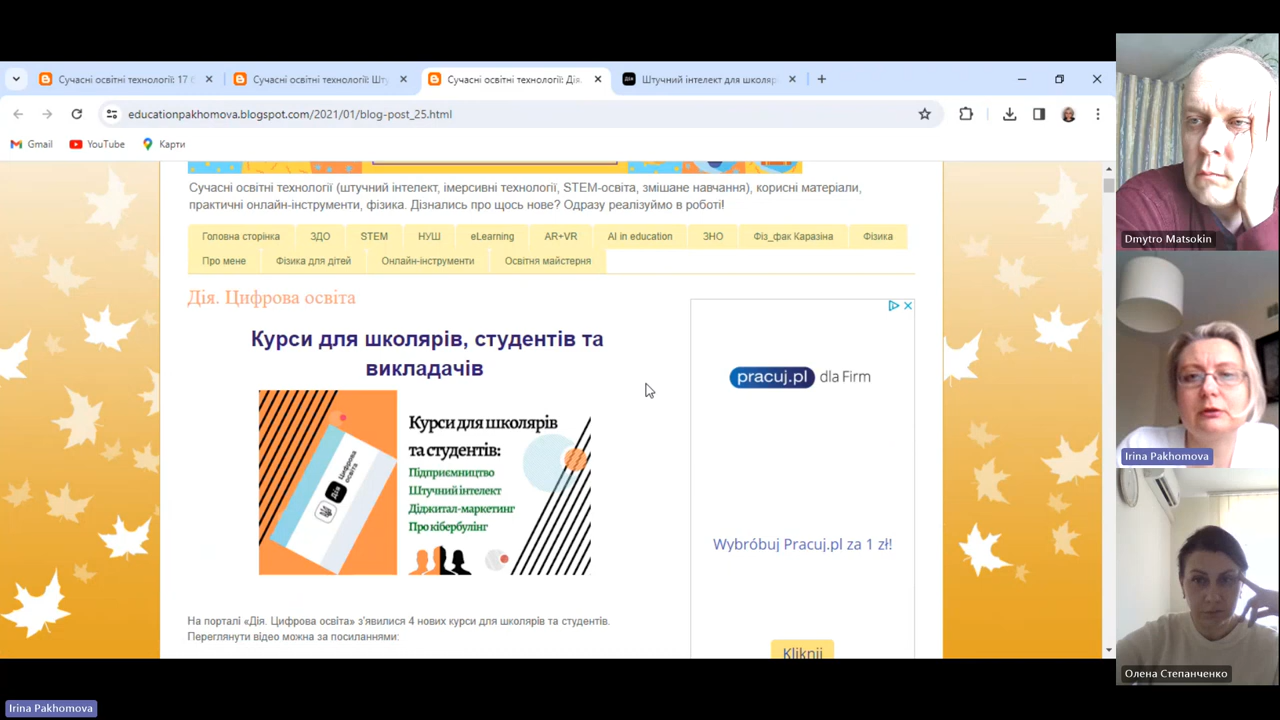 Сучасні освітні технології: 17 б
Сучасні освітні технології: Шту
Сучасні освітні технології: Дія.
Штучний інтелект для школяр
educationpakhomova.blogspot.com/2021/01/blog-post_25.html
Gmail
YouTube
Карти
Сучасні освітні технології (штучний інтелект, імерсивні технології, STEM-освіта, змішане навчання), корисні матеріали,
практичні онлайн-інструменти, фізика. Дізнались про щось нове? Одразу реалізуймо в роботі!
Головна сторінка ЗДО STEM НУШ eLearning AR+VR AI in education ЗНО Фіз_фак Каразіна Фізика
Про мене Фізика для дітей Онлайн-інструменти Освітня майстерня
Дія. Цифрова освіта
Курси для школярів, студентів та
викладачів
Дія Цифрова
освіта
Курси для школярів
та студентів:
Підприємництво
Штучний інтелект
Діджитал-маркетинг
Про кібербулінг
На порталі «Дія. Цифрова освіта» з'явилися 4 нових курси для школярів та студентів.
Переглянути відео можна за посиланнями:
pracuj.pl dla Firm
Wybróbuj Pracuj.pl za 1 zł!
Kliknij
Dmytro Matsokin
Irina Pakhomova
Олена Степанченко
Irina Pakhomova